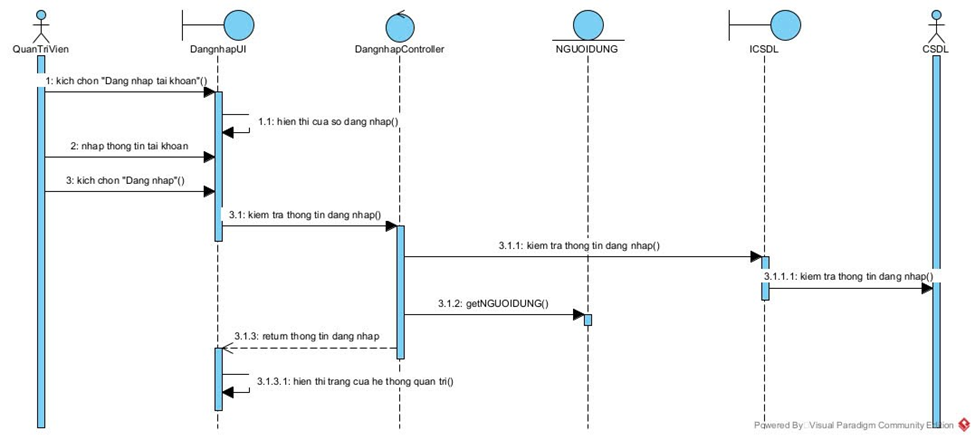 QuanTriVien
DangnhapUI
DangnhapController
NGUOIDUNG
ICSDL
CSDL
1: kich chon "Dang nhap tai khoan"()
1.1: hien thi cua so dang nhap()
2: nhap thong tin tai khoan
3: kich chon "Dang nhap"()
3.1: kiem tra thong tin dang nhap()
3.1.1: kiem tra thong tin dang nhap()
3.1.1.1: kiem tra thong tin dang nhap()
3.1.2: getNGUOIDUNG()
3.1.3: return thong tin dang nhap
3.1.3.1: hien thi trang cua he thong quan tri()
Powered By: Visual Paradigm Community Edition